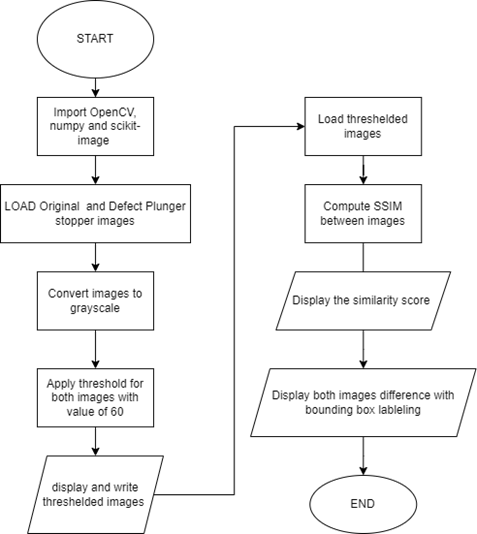 START
Import OpenCV,
numpy and scikit-
image
LOAD Original and Defect Plunger
stopper images
Convert images to
grayscale
Apply threshold for
both images with
value of 60
display and write
threshelded images
Load threshelded
images
Compute SSIM
between images
Display the similarity score
Display both images difference with
bounding box lableling
END